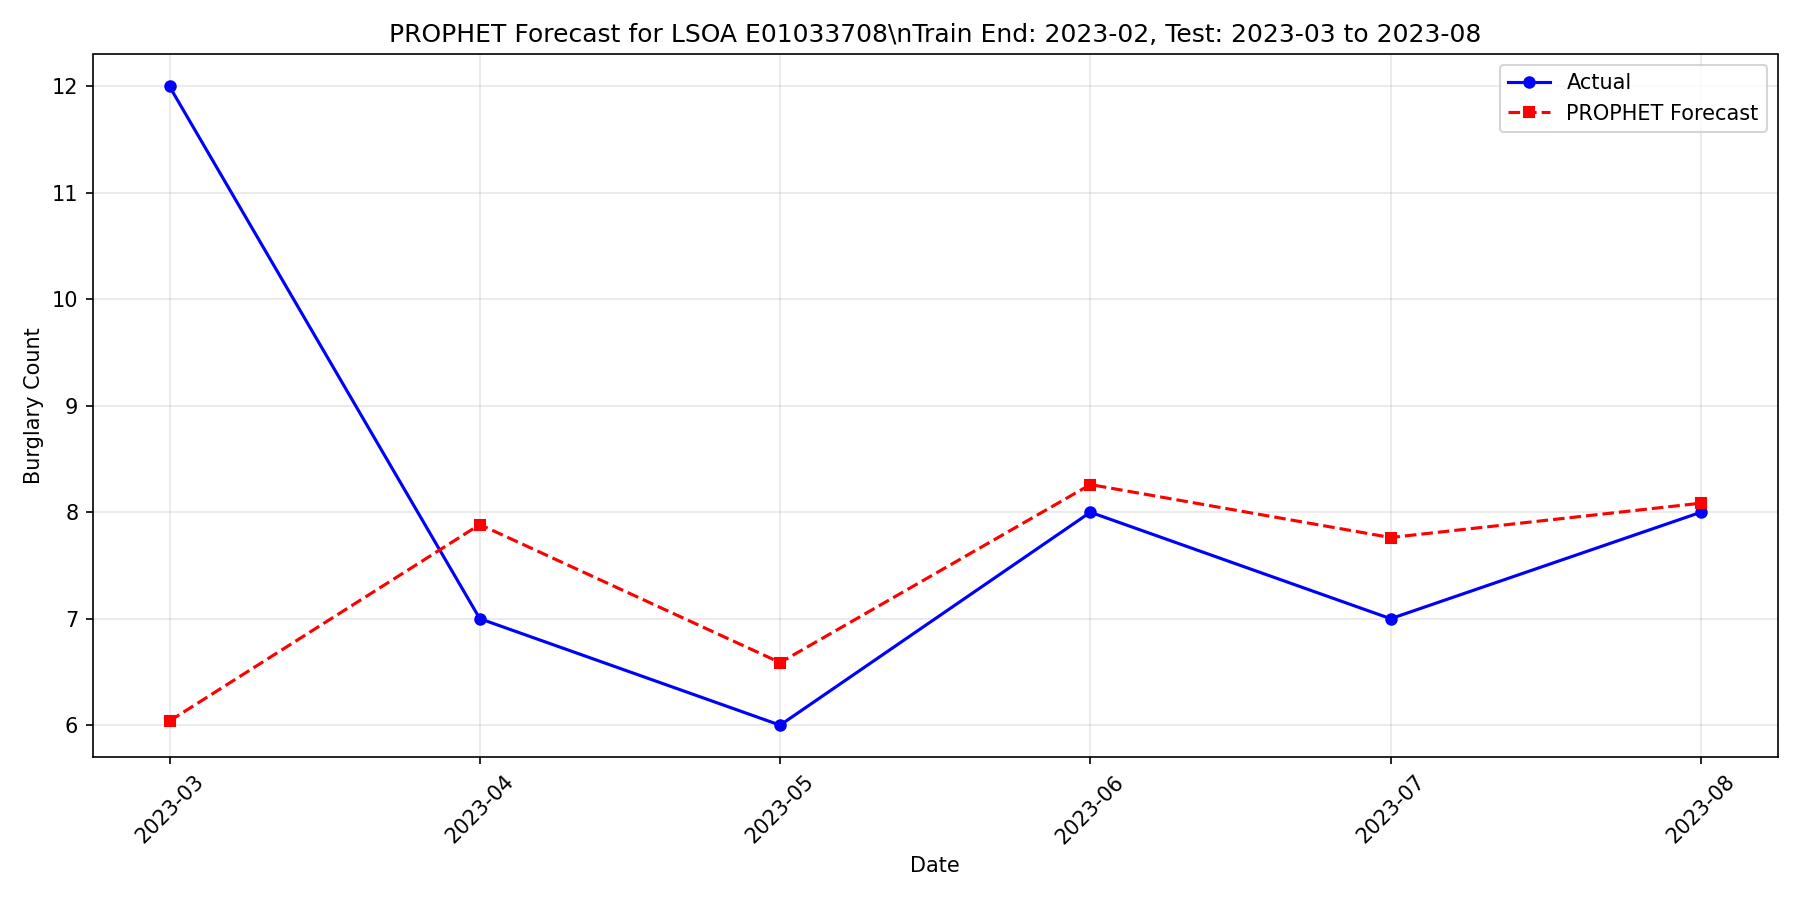 PROPHET Forecast for LSOA E01033708\nTrain End: 2023-02, Test: 2023-03 to 2023-08
Actual
PROPHET Forecast
Burglary Count
12
11
10
9
8
7
6
2023-03
2023-04
2023-05
2023-06
2023-07
2023-08
Date